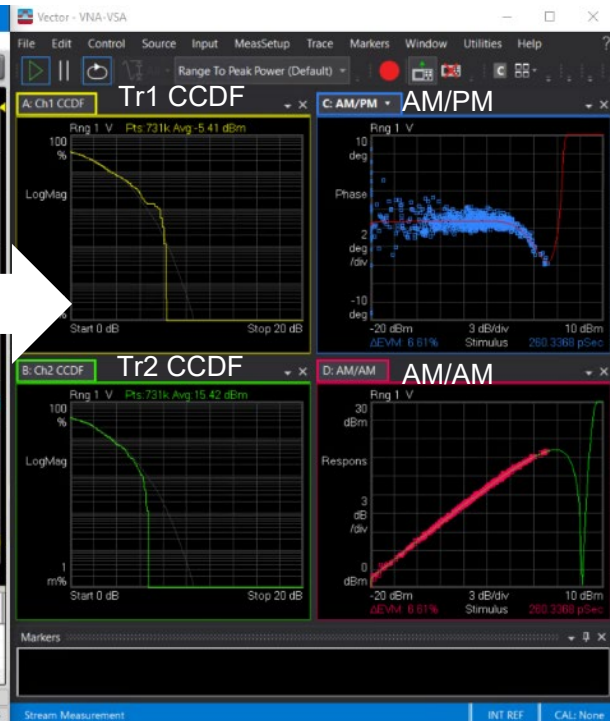 Vector - VNA-VSA
File Edit Control Source Input MeasSetup Trace Markers Window Utilities Help ?
Range To Peak Power (Default)
A: Ch1 CCDF
Tr1 CCDF
Rng 1 V Pts:731k Avg:-5.41 dBm
100
%
LogMag
%
Start 0 dB Stop 20 dB
C: AM/PM
AM/PM
Rng 1 V
10
deg
Phase
2
deg
/div
-10
deg
-20 dBm 3 dB/div 10 dBm
ΔEVM: 6.61% Stimulus 260.3368 pSec
B: Ch2 CCDF
Tr2 CCDF
Rng 1 V Pts:731k Avg:15.42 dBm
100
%
LogMag
1
m%
Start 0 dB Stop 20 dB
D: AM/AM
AM/AM
Rng 1 V
30
dBm
Respons
3
dB
/div
0
dBm
-20 dBm 3 dB/div 10 dBm
ΔEVM: 6.61% Stimulus 260.3368 pSec
Markers
Stream Measurement INT REF CAL: None